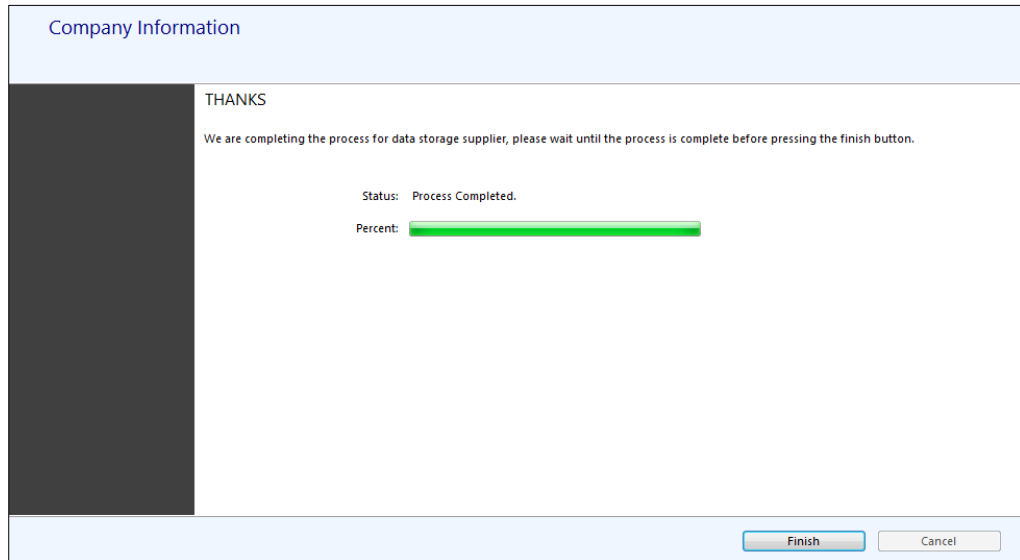 Company Information
THANKS
We are completing the process for data storage supplier, please wait until the process is complete before pressing the finish button.
Status: Process Completed.
Percent:
Finish Cancel